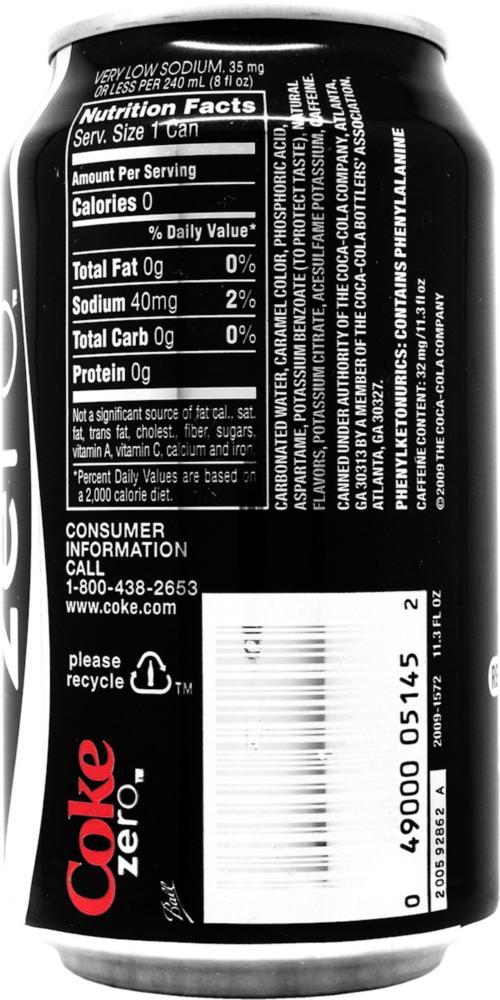 VERY LOW SODIUM, 35 mg
OR LESS PER 240 mL (8 fl oz)
Nutrition Facts
Serv. Size 1 Can
Amount Per Serving
Calories 0
% Daily Value*
Total Fat 0g 0%
Sodium 40mg 2%
Total Carb 0g 0%
Protein 0g
Not a significant source of fat cal., sat.
fat, trans fat, cholest., fiber, sugars,
vitamin A, vitamin C, calcium and iron.
*Percent Daily Values are based on
a 2,000 calorie diet.
CARBONATED WATER, CARAMEL COLOR, PHOSPHORIC ACID,
ASPARTAME, POTASSIUM BENZOATE (TO PROTECT TASTE), NATURAL
FLAVORS, POTASSIUM CITRATE, ACESULFAME POTASSIUM, CAFFEINE.
CANNED UNDER AUTHORITY OF THE COCA-COLA COMPANY, ATLANTA,
GA 30313 BY A MEMBER OF THE COCA-COLA BOTTLERS' ASSOCIATION,
ATLANTA, GA 30327.
PHENYLKETONURICS: CONTAINS PHENYLALANINE
CAFFEINE CONTENT: 32 mg/11.3 fl oz
© 2009 THE COCA-COLA COMPANY
CONSUMER
INFORMATION
CALL
1-800-438-2653
www.coke.com
please
recycle TM
Coke
zero™
Ball
0 49000 05145 2
200592862 A 2009-1572 11.3 FL OZ
zero™